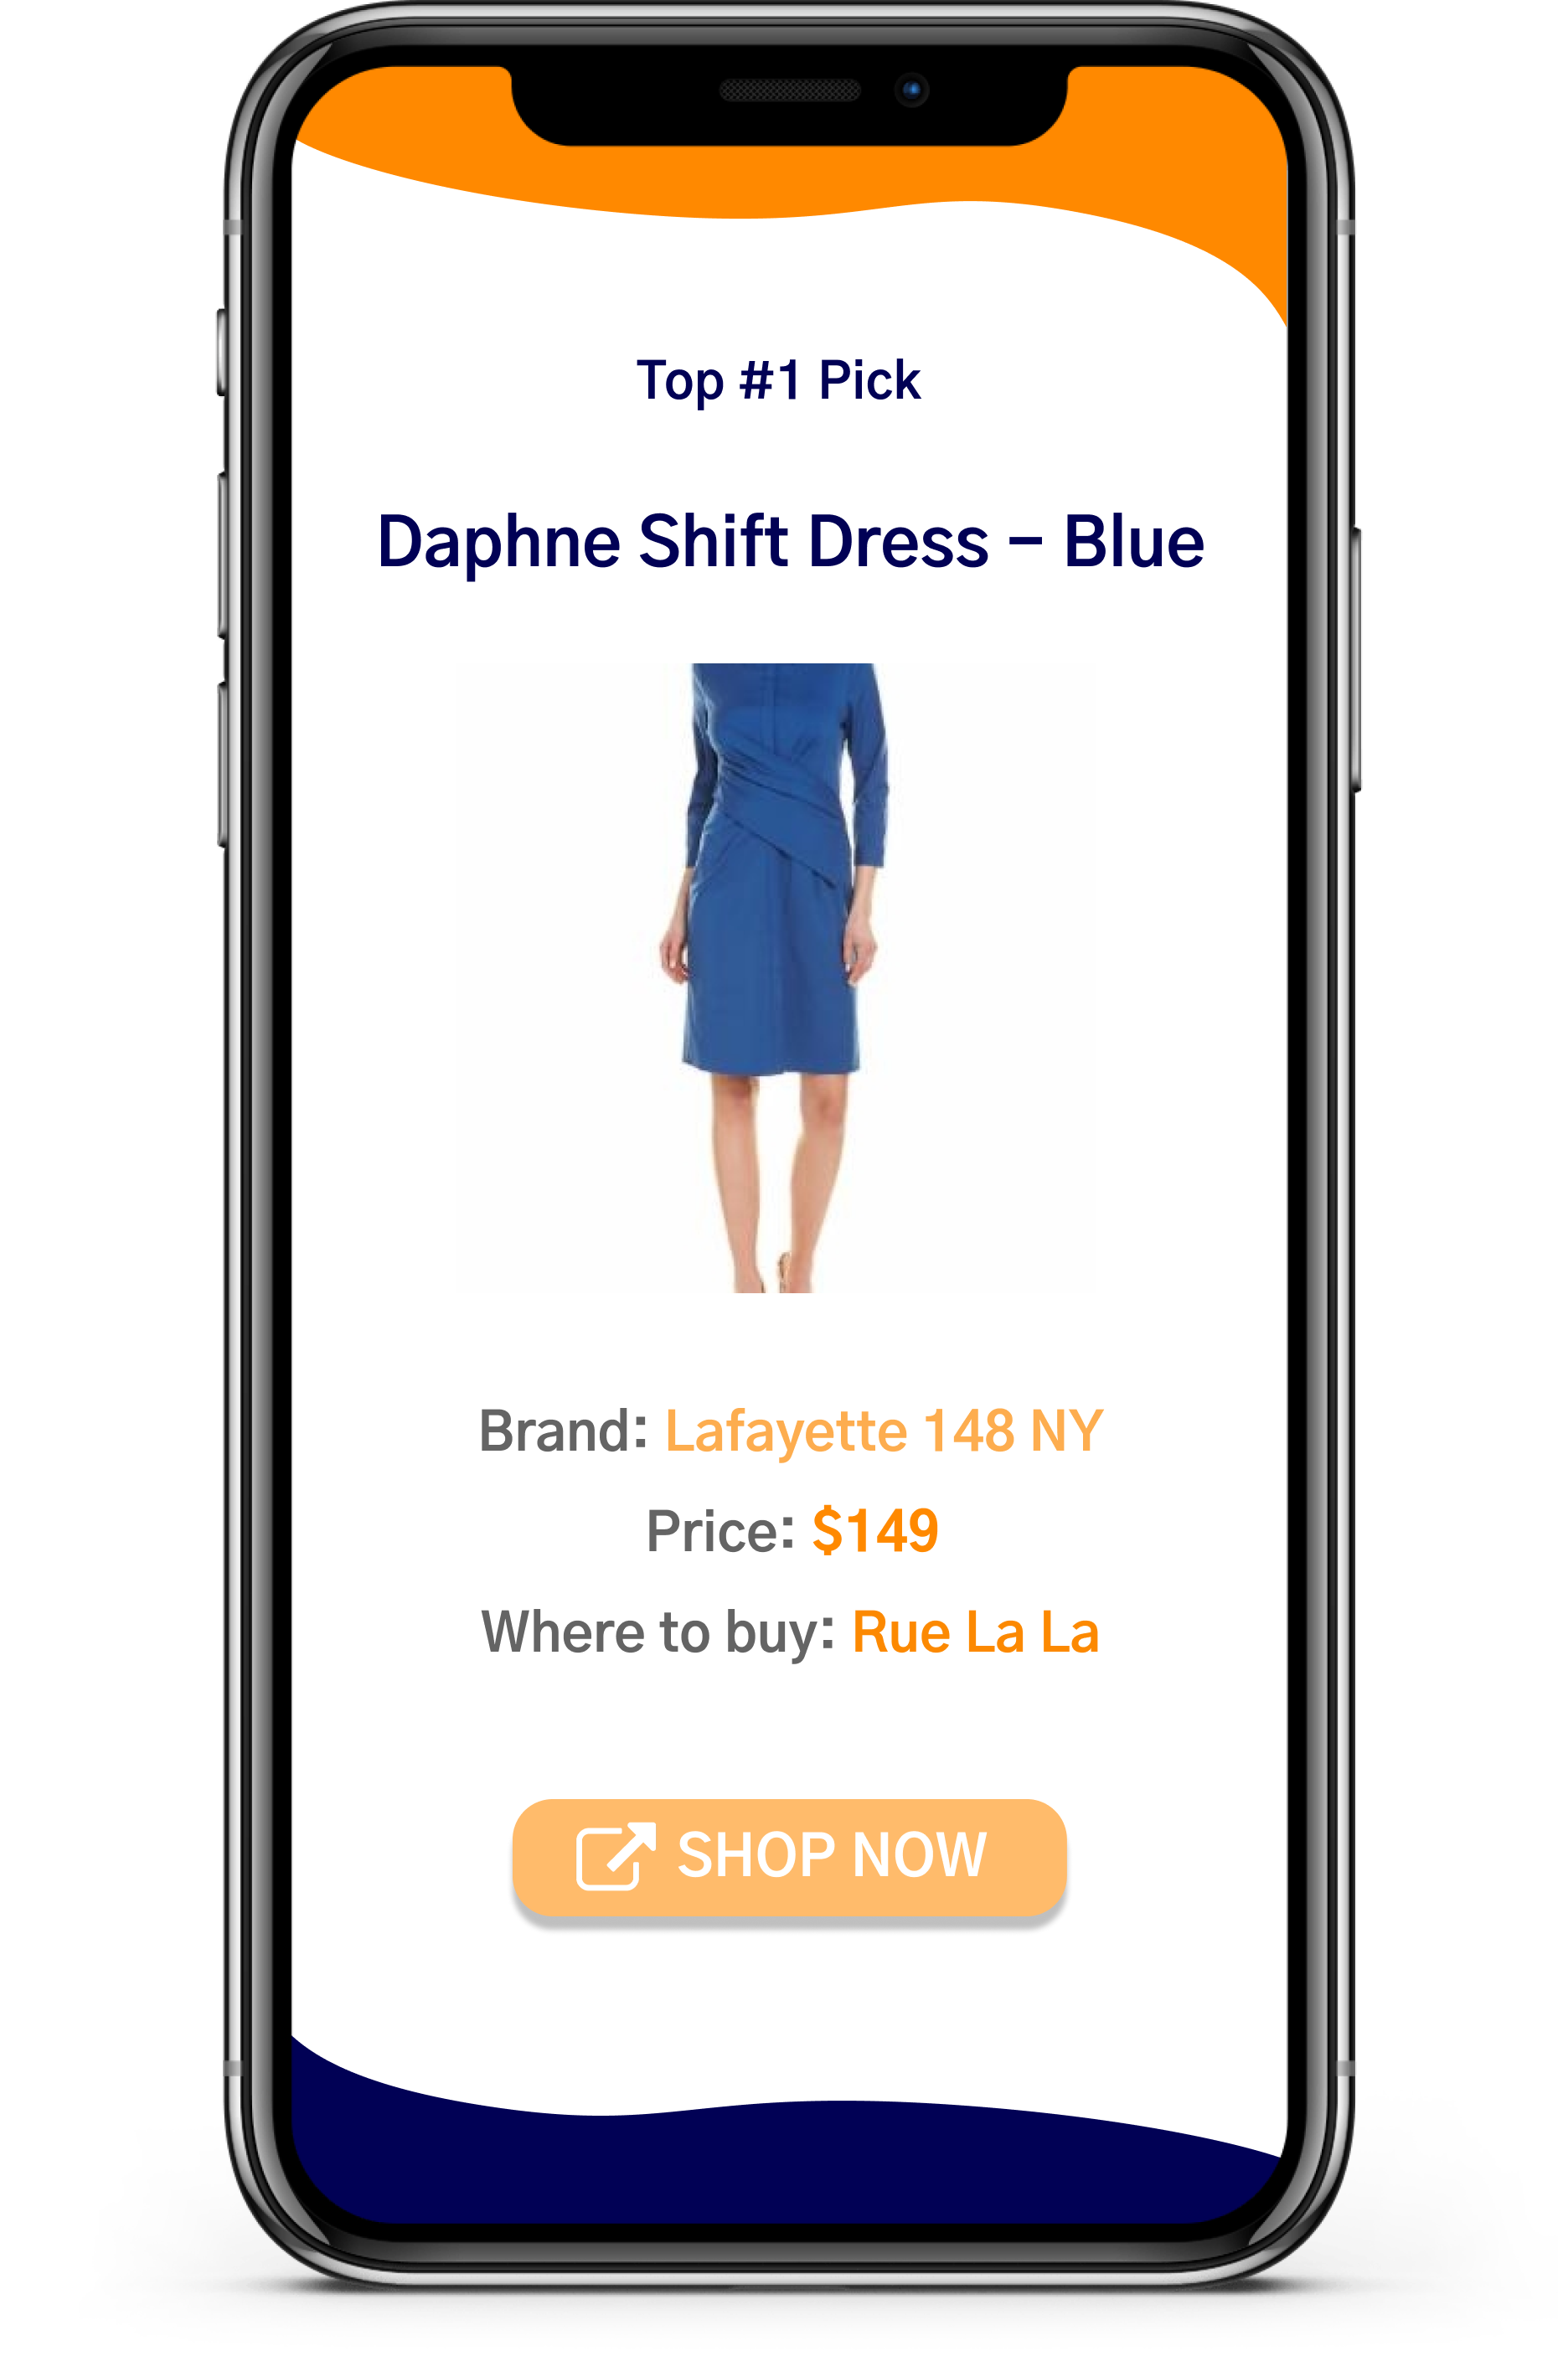 Top #1 Pick
Daphne Shift Dress - Blue
Brand: Lafayette 148 NY
Price: $149
Where to buy: Rue La La
SHOP NOW